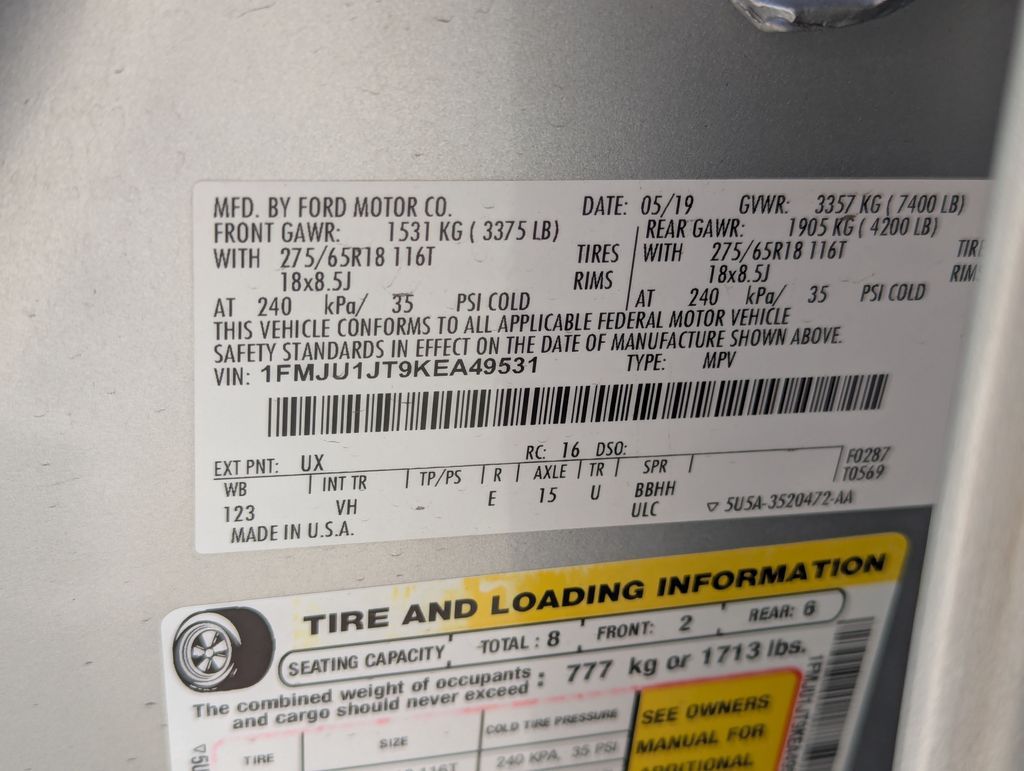 MFD. BY FORD MOTOR CO. DATE: 05/19 GVWR: 3357 KG ( 7400 LB)
FRONT GAWR: 1531 KG ( 3375 LB) REAR GAWR: 1905 KG ( 4200 LB)
WITH 275/65R18 116T TIRES WITH 275/65R18 116T TIRE
18x8.5J RIMS 18x8.5J RIM
AT 240 kPa/ 35 PSI COLD AT 240 kPa/ 35 PSI COLD
THIS VEHICLE CONFORMS TO ALL APPLICABLE FEDERAL MOTOR VEHICLE
SAFETY STANDARDS IN EFFECT ON THE DATE OF MANUFACTURE SHOWN ABOVE.
VIN: 1FMJU1JT9KEA49531 TYPE: MPV
EXT PNT: UX RC: 16 DSO: F0287
WB INT TR TP/PS R AXLE TR SPR T0569
123 VH - E 15 U BBHH
ULC ▽ 5U5A-3520472-AA
MADE IN U.S.A.
TIRE AND LOADING INFORMATION
SEATING CAPACITY TOTAL : 8 FRONT: 2 REAR: 6
The combined weight of occupants : 777 kg or 1713 lbs.
and cargo should never exceed
TIRE SIZE COLD TIRE PRESSURE SEE OWNERS
116T 240 KPA, 35 PSI MANUAL FOR
ADDITIONAL
▽5U